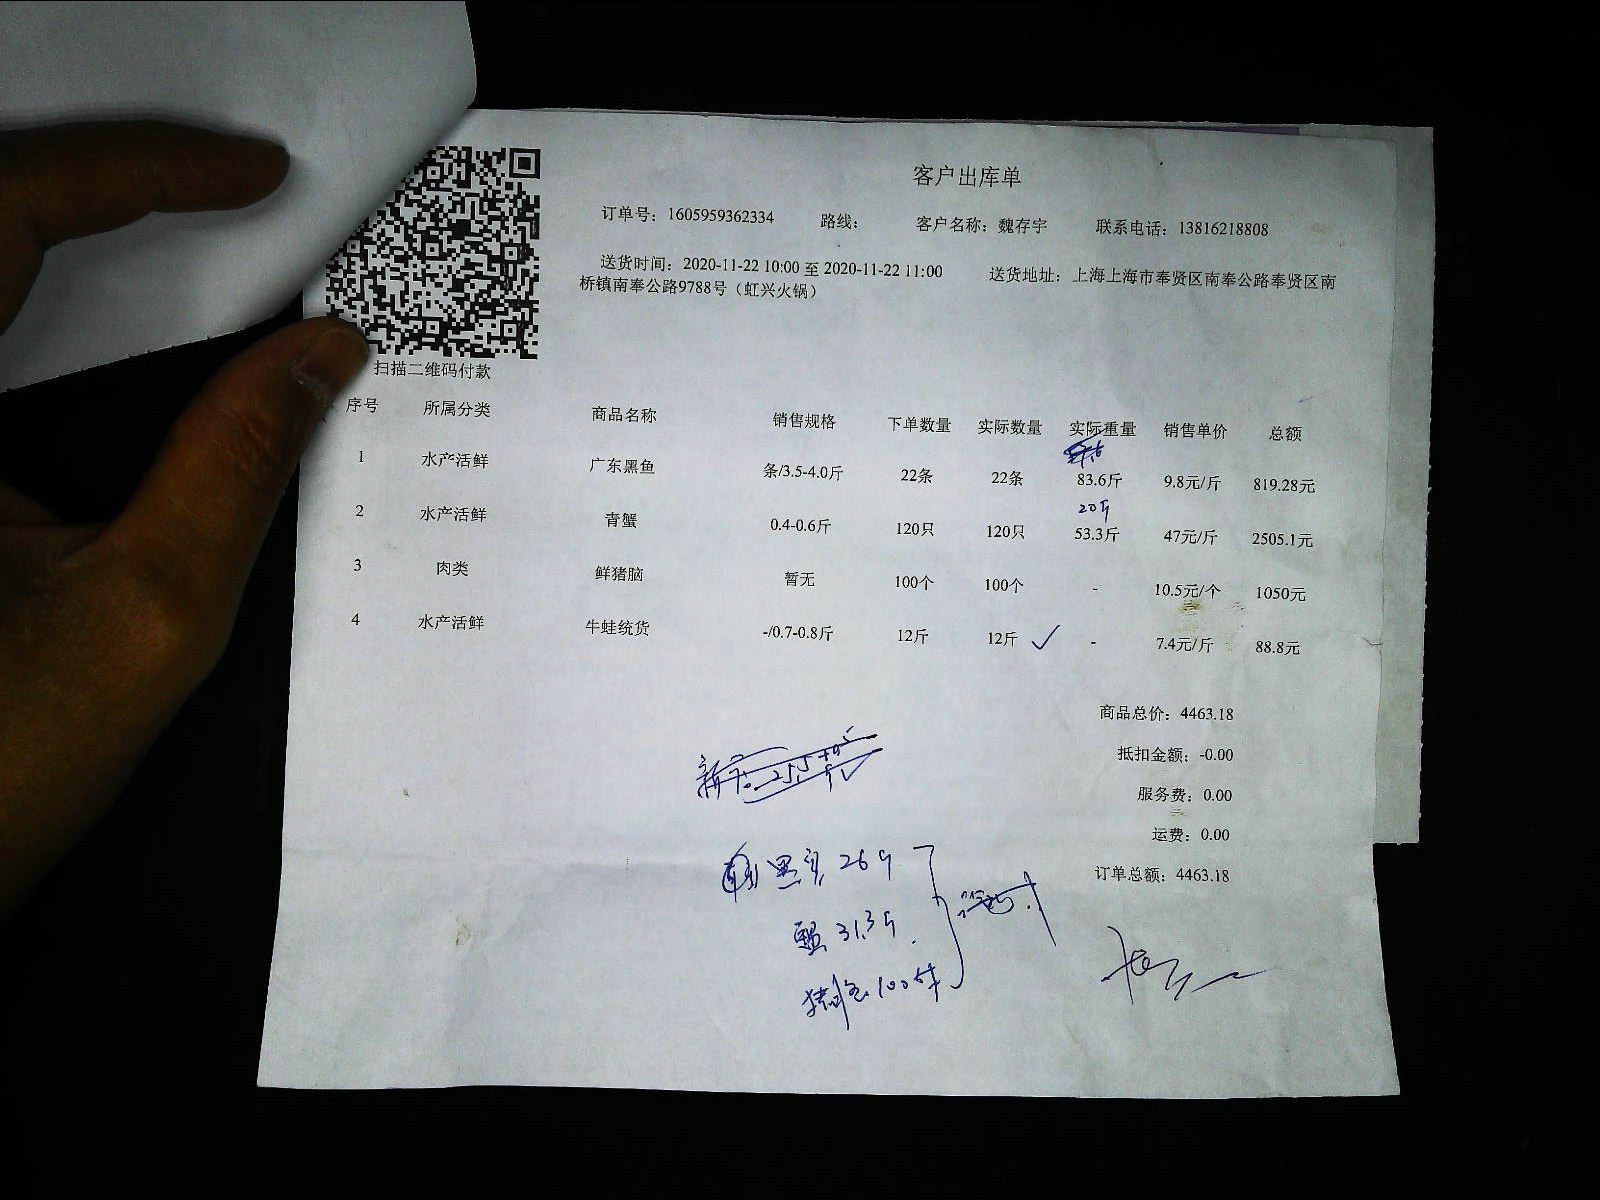 客户出库单
订单号：1605959362334 路线： 客户名称：魏存宇 联系电话：13816218808
送货时间：2020-11-22 10:00 至 2020-11-22 11:00 送货地址：上海上海市奉贤区南奉公路奉贤区南
桥镇南奉公路9788号（虹兴火锅）
扫描二维码付款
序号 所属分类 商品名称 销售规格 下单数量 实际数量 实际重量 销售单价 总额
1 水产活鲜 广东黑鱼 条/3.5-4.0斤 22条 22条 83.6斤 9.8元/斤 819.28元
20斤
2 水产活鲜 青蟹 0.4-0.6斤 120只 120只 53.3斤 47元/斤 2505.1元
3 肉类 鲜猪脑 暂无 100个 100个 - 10.5元/个 1050元
4 水产活鲜 牛蛙统货 -/0.7-0.8斤 12斤 12斤 ✓ - 7.4元/斤 88.8元
商品总价：4463.18
抵扣金额：-0.00
服务费：0.00
运费：0.00
订单总额：4463.18
黑鱼 26斤
蟹 31.3斤